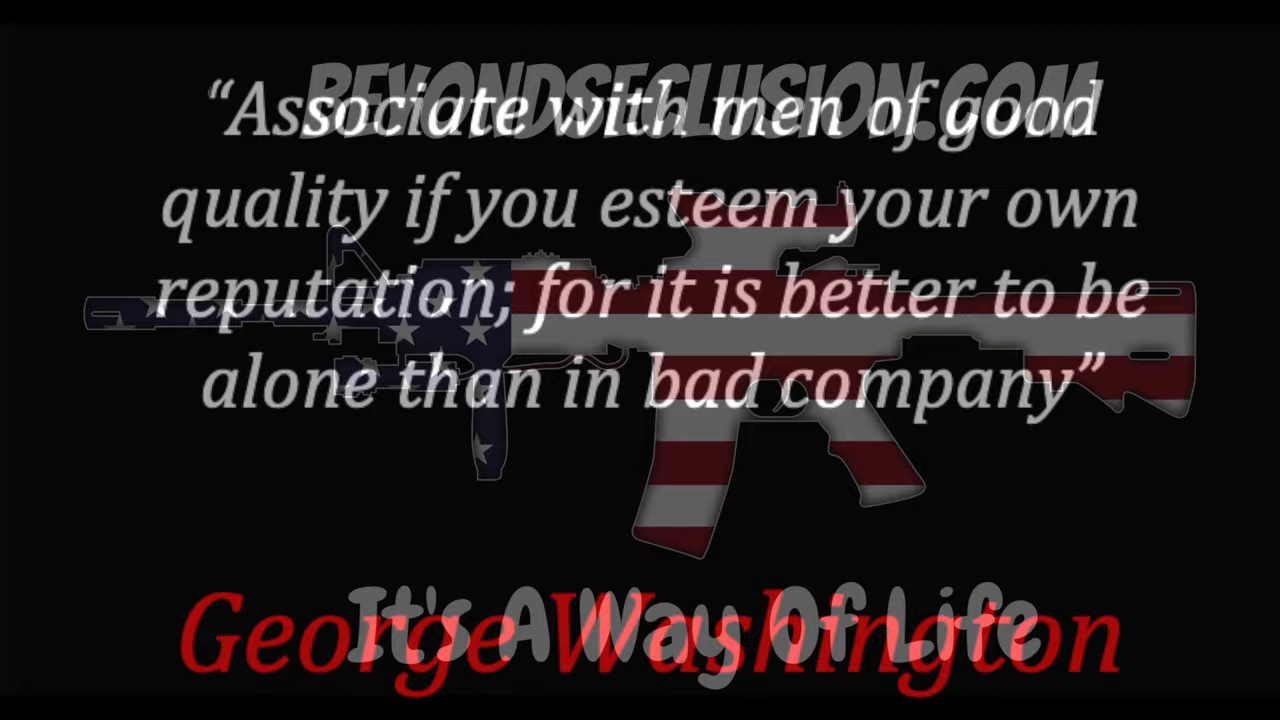 BEYONDSECLUSION.COM
“Associate with men of good
quality if you esteem your own
reputation; for it is better to be
alone than in bad company”
It's A Way Of Life
George Washington